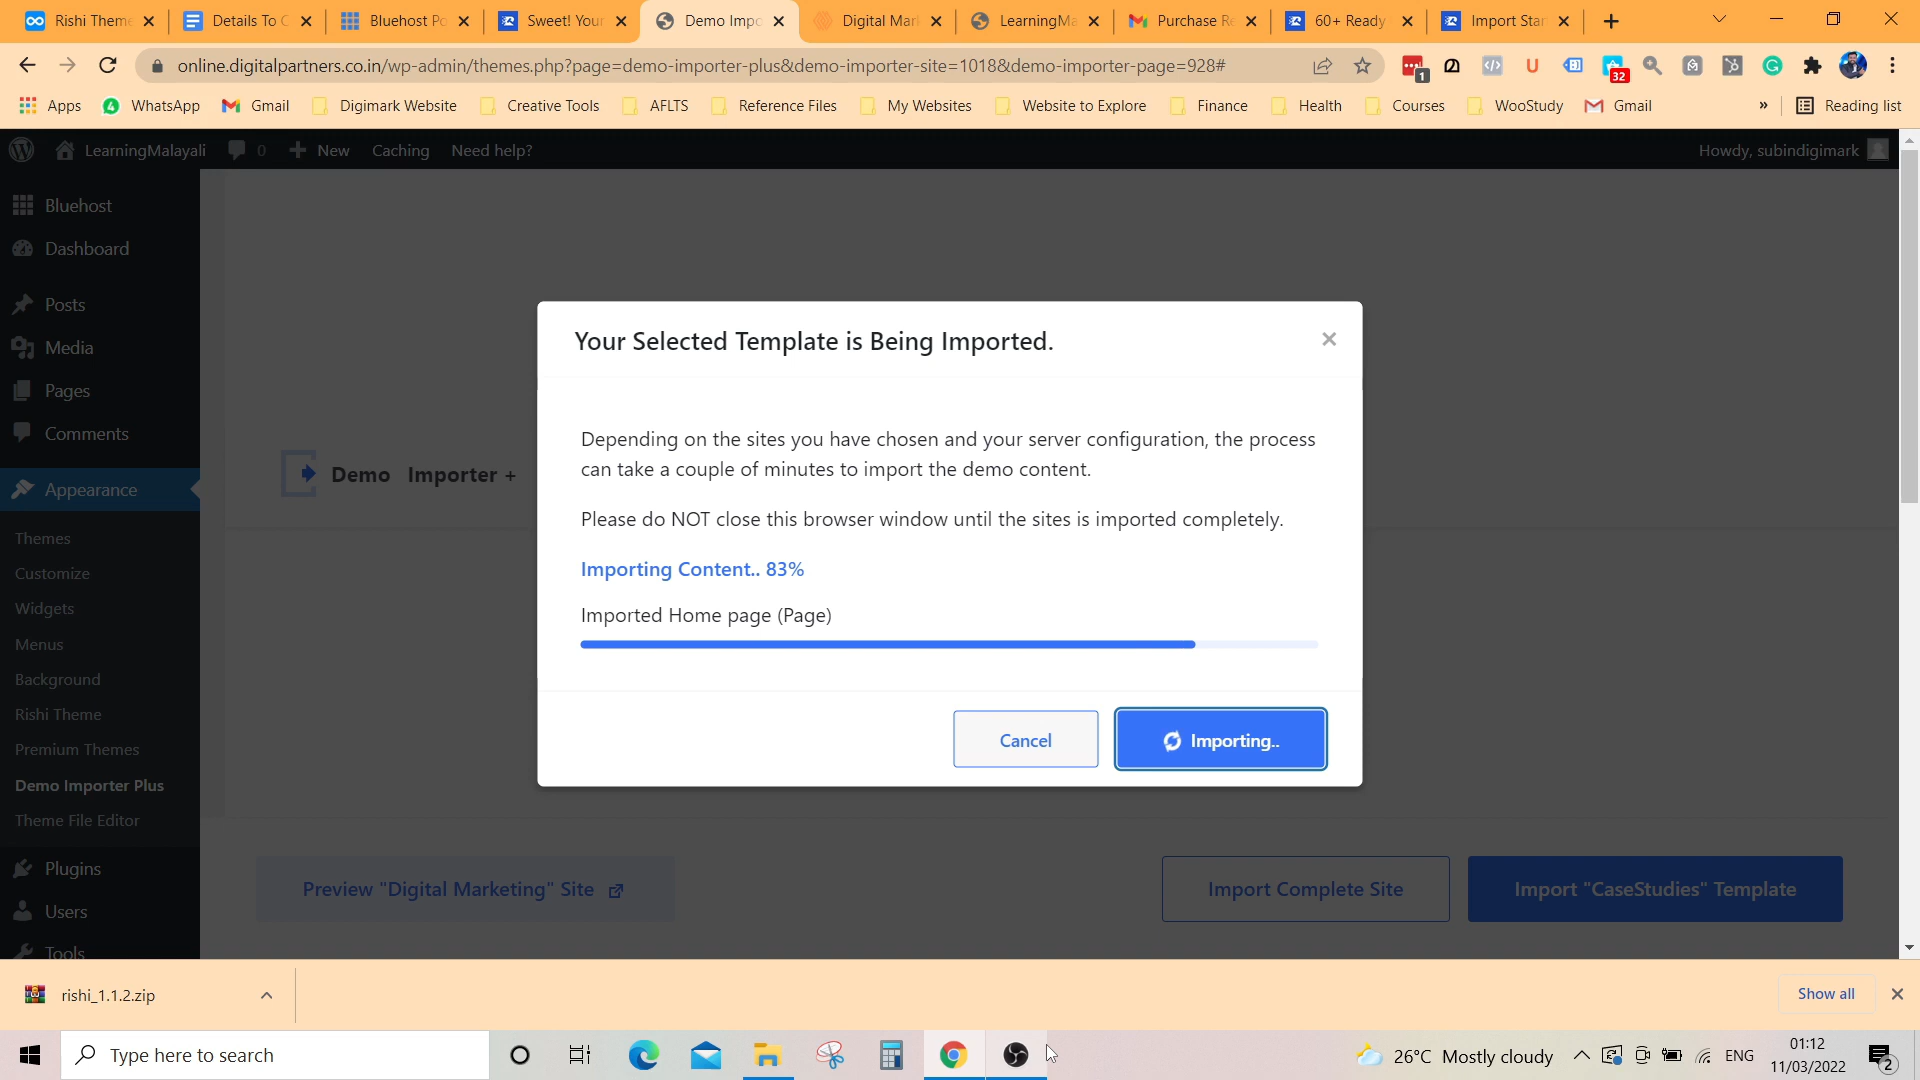 Rishi Theme
Details To C
Bluehost Po
Sweet! Your
Demo Impo
Digital Mark
LearningMa
Purchase Re
60+ Ready
Import Star
online.digitalpartners.co.in/wp-admin/themes.php?page=demo-importer-plus&demo-importer-site=1018&demo-importer-page=928#
1
32
Apps
WhatsApp
Gmail
Digimark Website
Creative Tools
AFLTS
Reference Files
My Websites
Website to Explore
Finance
Health
Courses
WooStudy
Gmail
»
Reading list
LearningMalayali
0
New
Caching
Need help?
Howdy, subindigimark
Bluehost
Dashboard
Posts
Media
Pages
Comments
Appearance
Themes
Customize
Widgets
Menus
Background
Rishi Theme
Premium Themes
Demo Importer Plus
Theme File Editor
Plugins
Users
Tools
Demo Importer +
Your Selected Template is Being Imported.
Depending on the sites you have chosen and your server configuration, the process
can take a couple of minutes to import the demo content.
Please do NOT close this browser window until the sites is imported completely.
Importing Content.. 83%
Imported Home page (Page)
Cancel
Importing..
Preview "Digital Marketing" Site
Import Complete Site
Import "CaseStudies" Template
rishi_1.1.2.zip
Show all
Type here to search
26°C Mostly cloudy
ENG
01:12
11/03/2022
2